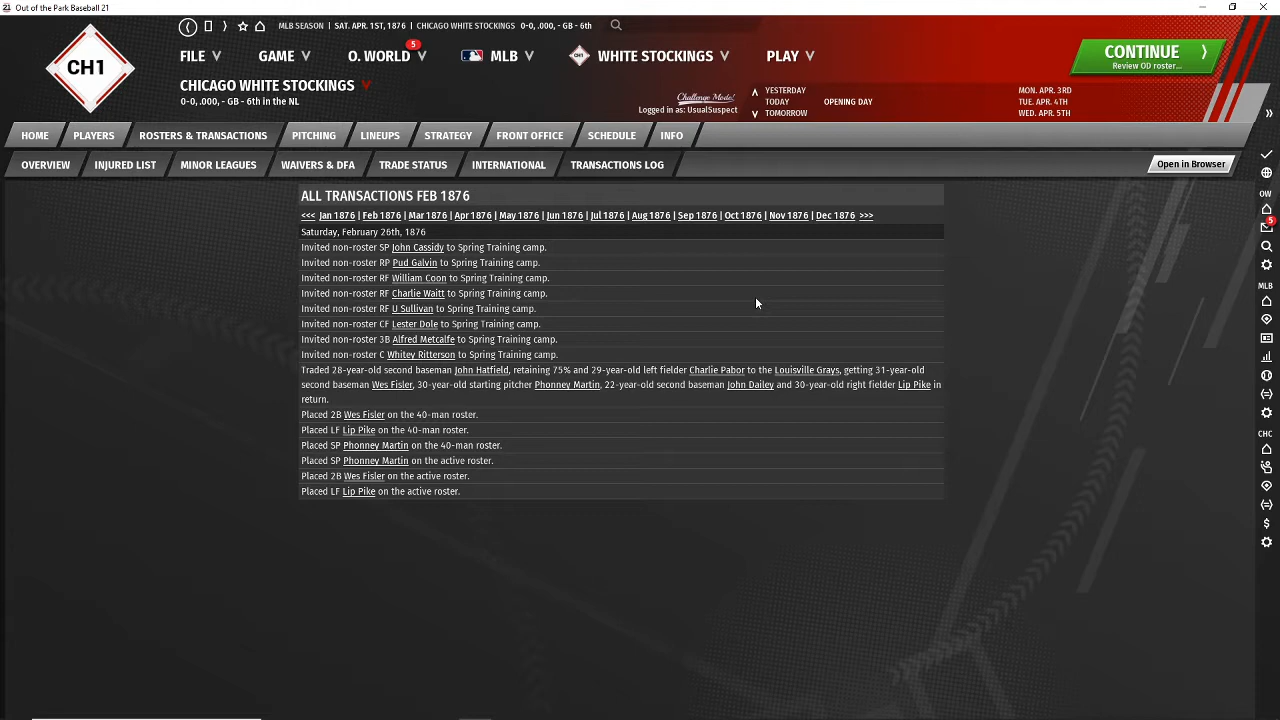 Out of the Park Baseball 21
MLB SEASON | SAT. APR. 1ST, 1876 | CHICAGO WHITE STOCKINGS 0-0, .000, - GB - 6th
CH1
FILE GAME O. WORLD 5 MLB CH1 WHITE STOCKINGS PLAY
CONTINUE
Review OD roster...
CHICAGO WHITE STOCKINGS
0-0, .000, - GB - 6th in the NL
Challenge Mode!
Logged in as: UsualSuspect
YESTERDAY
TODAY OPENING DAY
TOMORROW
MON. APR. 3RD
TUE. APR. 4TH
WED. APR. 5TH
HOME PLAYERS ROSTERS & TRANSACTIONS PITCHING LINEUPS STRATEGY FRONT OFFICE SCHEDULE INFO
OVERVIEW INJURED LIST MINOR LEAGUES WAIVERS & DFA TRADE STATUS INTERNATIONAL TRANSACTIONS LOG Open in Browser
ALL TRANSACTIONS FEB 1876
<<< Jan 1876 | Feb 1876 | Mar 1876 | Apr 1876 | May 1876 | Jun 1876 | Jul 1876 | Aug 1876 | Sep 1876 | Oct 1876 | Nov 1876 | Dec 1876 >>>
Saturday, February 26th, 1876
Invited non-roster SP John Cassidy to Spring Training camp.
Invited non-roster RP Pud Galvin to Spring Training camp.
Invited non-roster RF William Coon to Spring Training camp.
Invited non-roster RF Charlie Waitt to Spring Training camp.
Invited non-roster RF U Sullivan to Spring Training camp.
Invited non-roster CF Lester Dole to Spring Training camp.
Invited non-roster 3B Alfred Metcalfe to Spring Training camp.
Invited non-roster C Whitey Ritterson to Spring Training camp.
Traded 28-year-old second baseman John Hatfield, retaining 75% and 29-year-old left fielder Charlie Pabor to the Louisville Grays, getting 31-year-old
second baseman Wes Fisler, 30-year-old starting pitcher Phonney Martin, 22-year-old second baseman John Dailey and 30-year-old right fielder Lip Pike in
return.
Placed 2B Wes Fisler on the 40-man roster.
Placed LF Lip Pike on the 40-man roster.
Placed SP Phonney Martin on the 40-man roster.
Placed SP Phonney Martin on the active roster.
Placed 2B Wes Fisler on the active roster.
Placed LF Lip Pike on the active roster.
OW
5
MLB
CHC